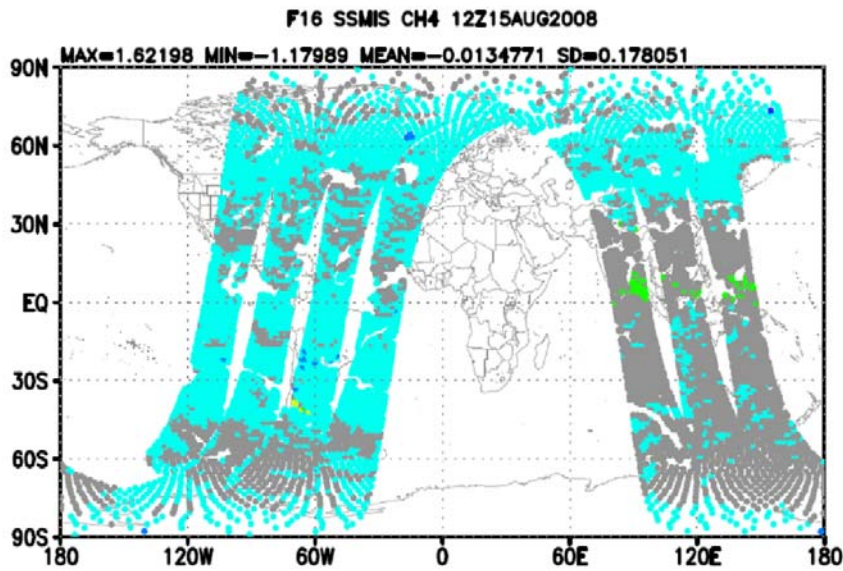 F16 SSMIS CH4 12Z15AUG2008
MAX=1.62198 MIN=-1.17989 MEAN=-0.0134771 SD=0.178051
90N
60N
30N
EQ
30S
60S
90S
180 120W 60W 0 60E 120E 180